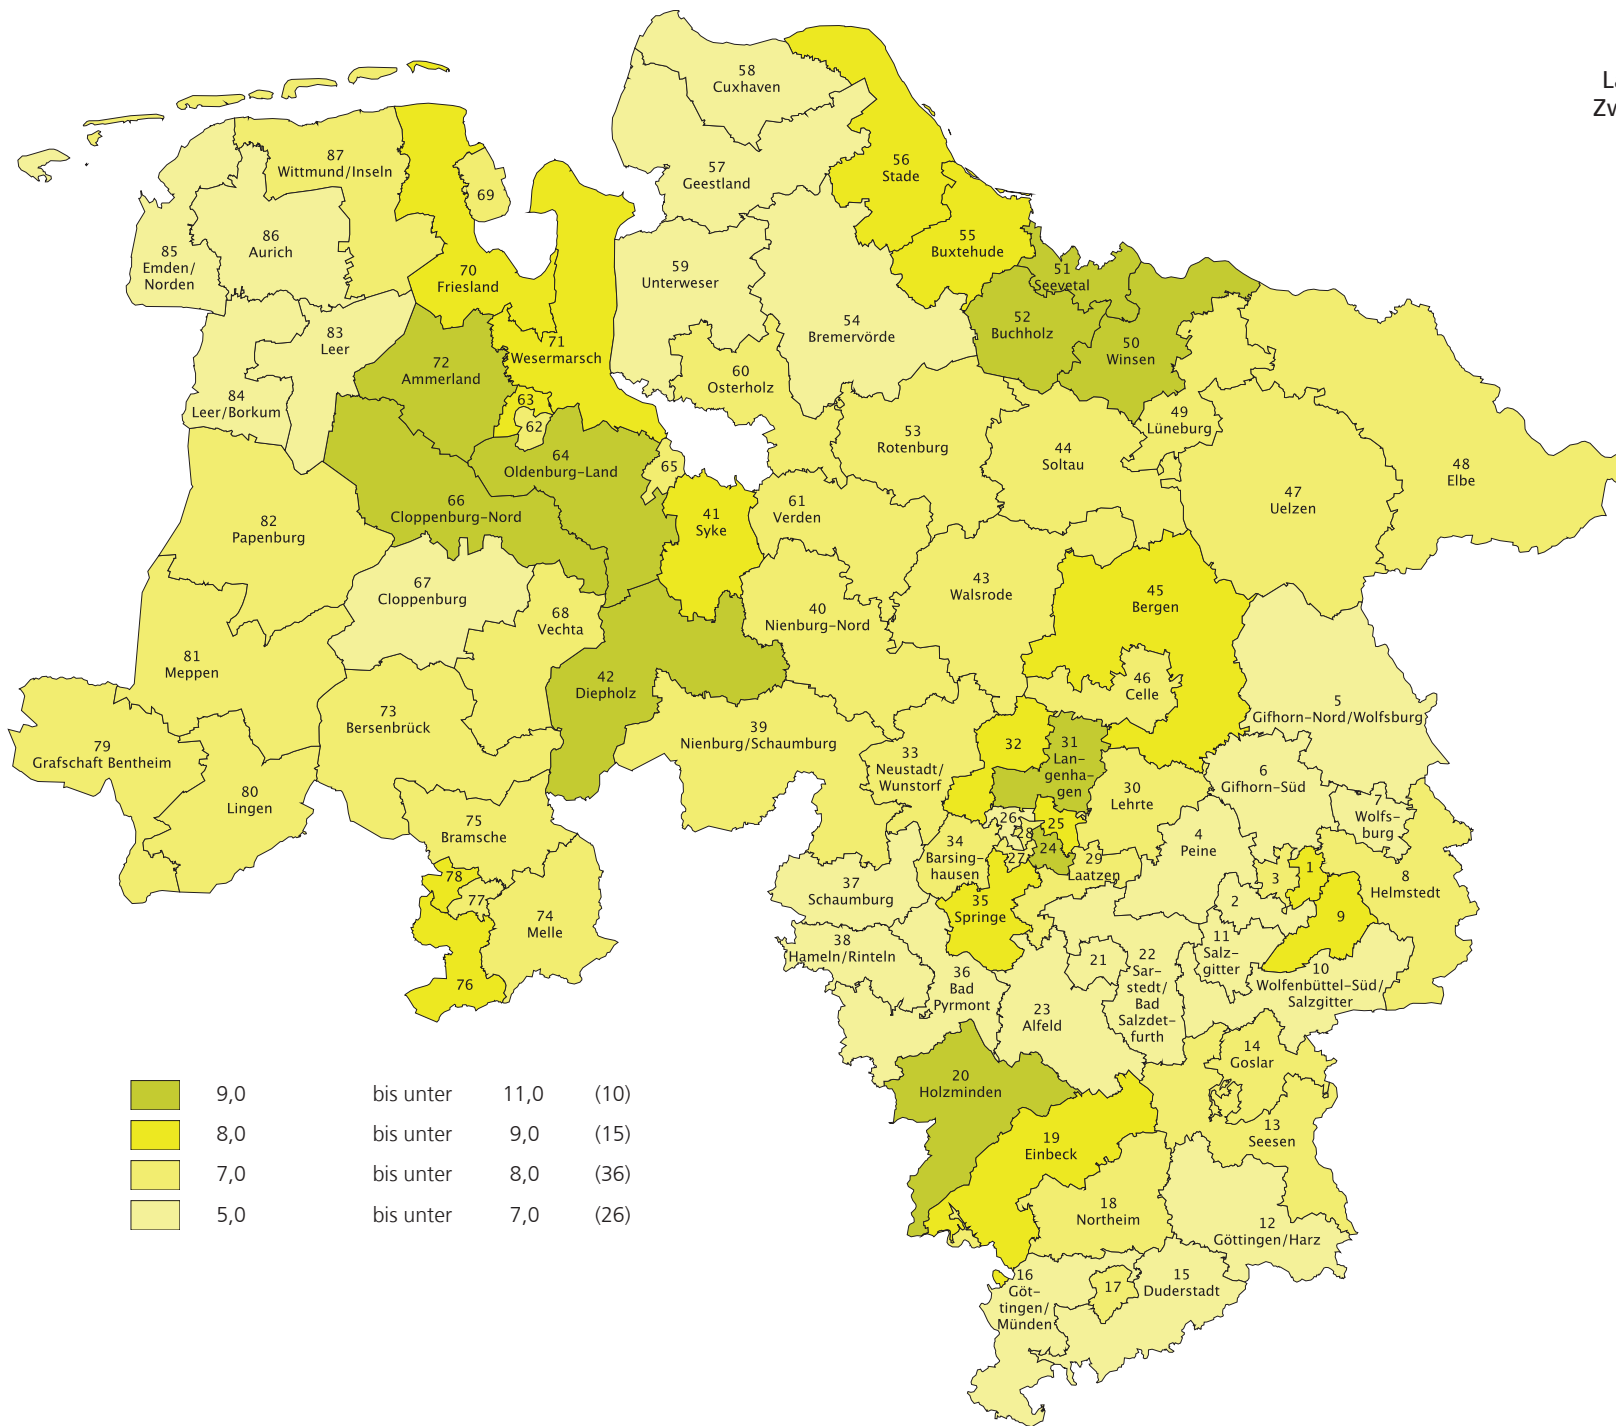 La
Zw
58
Cuxhaven
87
Wittmund/Inseln
57
Geestland
56
Stade
69
86
Aurich
85
Emden/
Norden
55
Buxtehude
59
Unterweser
70
Friesland
51
Seevetal
52
Buchholz
54
Bremervörde
50
Winsen
83
Leer
71
Wesermarsch
72
Ammerland
60
Osterholz
84
Leer/Borkum
63
62
49
Lüneburg
53
Rotenburg
44
Soltau
64
Oldenburg-Land
65
48
Elbe
47
Uelzen
66
Cloppenburg-Nord
41
Syke
61
Verden
82
Papenburg
67
Cloppenburg
43
Walsrode
45
Bergen
68
Vechta
40
Nienburg-Nord
81
Meppen
42
Diepholz
46
Celle
5
Gifhorn-Nord/Wolfsburg
73
Bersenbrück
39
Nienburg/Schaumburg
79
Grafschaft Bentheim
32
31
Lan-
genha-
gen
33
Neustadt/
Wunstorf
6
Gifhorn-Süd
80
Lingen
30
Lehrte
7
Wolfs-
burg
75
Bramsche
26
25
28
4
Peine
34
Barsing-
hausen
27
24
29
Laatzen
78
37
Schaumburg
3
1
8
Helmstedt
77
35
Springe
2
9
74
Melle
38
Hameln/Rinteln
11
Salz-
gitter
21
22
Sar-
stedt/
Bad
Salzdet-
furth
10
Wolfenbüttel-Süd/
Salzgitter
76
36
Bad
Pyrmont
23
Alfeld
14
Goslar
20
Holzminden
13
Seesen
19
Einbeck
18
Northeim
12
Göttingen/Harz
16
Göt-
tingen/
Münden
17
15
Duderstadt
9,0 bis unter 11,0 (10)
8,0 bis unter 9,0 (15)
7,0 bis unter 8,0 (36)
5,0 bis unter 7,0 (26)